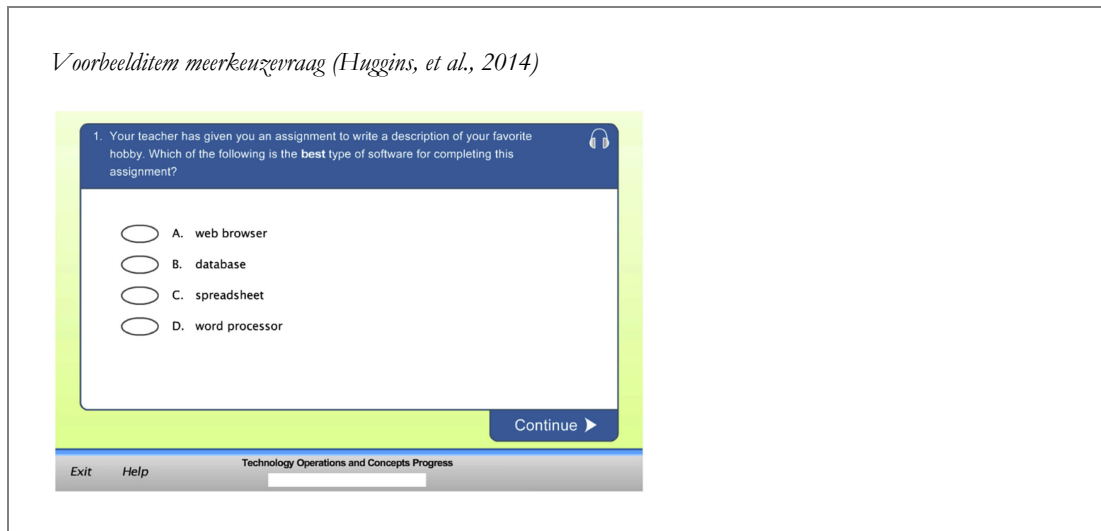 Voorbeelditem meerkeuzevraag (Huggins, et al., 2014)
1. Your teacher has given you an assignment to write a description of your favorite
hobby. Which of the following is the best type of software for completing this
assignment?
A. web browser
B. database
C. spreadsheet
D. word processor
Continue
Technology Operations and Concepts Progress
Exit Help